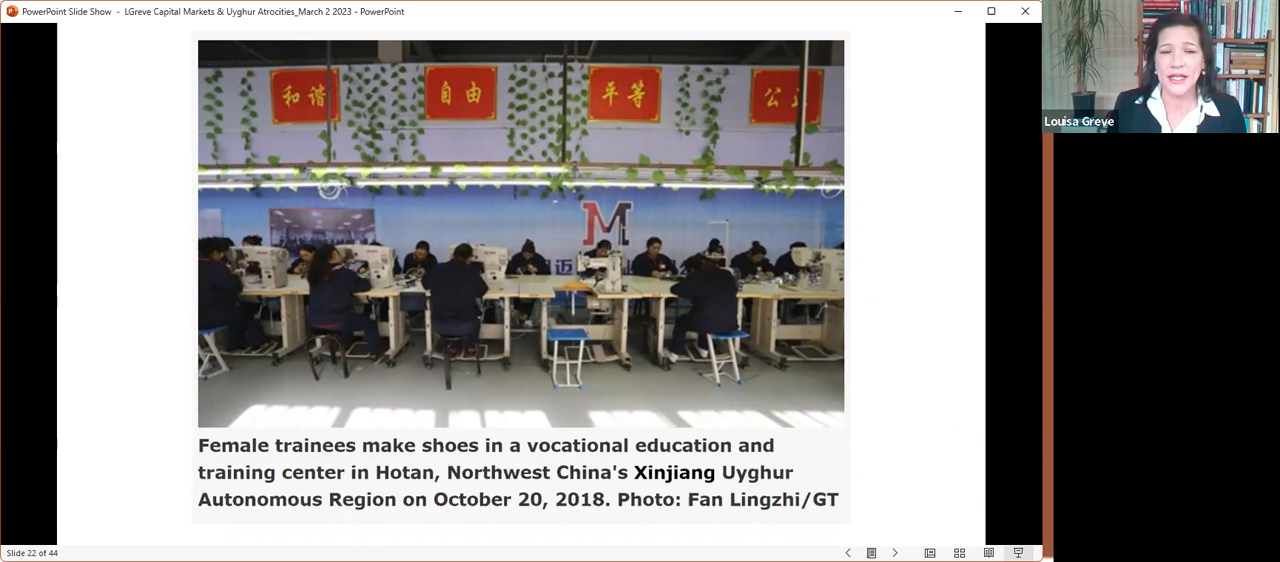 PowerPoint Slide Show - LGreve Capital Markets & Uyghur Atrocities_March 2 2023 - PowerPoint
Louisa Greve
和谐
自由
平等
公
M
迈
Female trainees make shoes in a vocational education and
training center in Hotan, Northwest China's Xinjiang Uyghur
Autonomous Region on October 20, 2018. Photo: Fan Lingzhi/GT
Slide 22 of 44